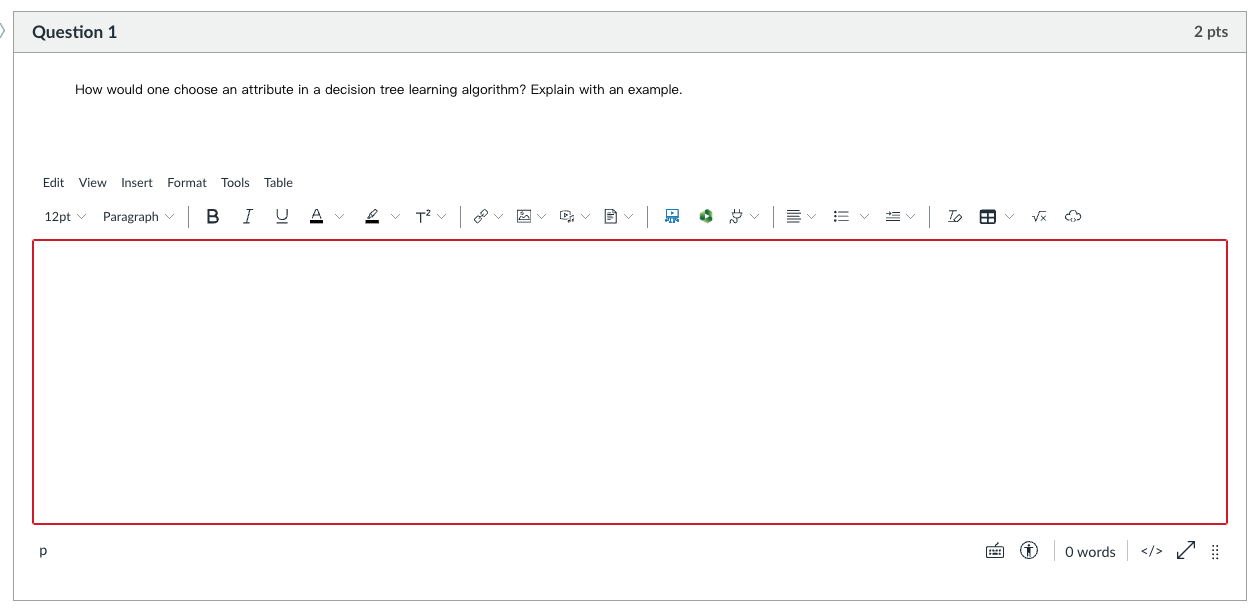 Question 1 2 pts
How would one choose an attribute in a decision tree learning algorithm? Explain with an example.
Edit View Insert Format Tools Table
12pt Paragraph B I U A T²
p 0 words </>